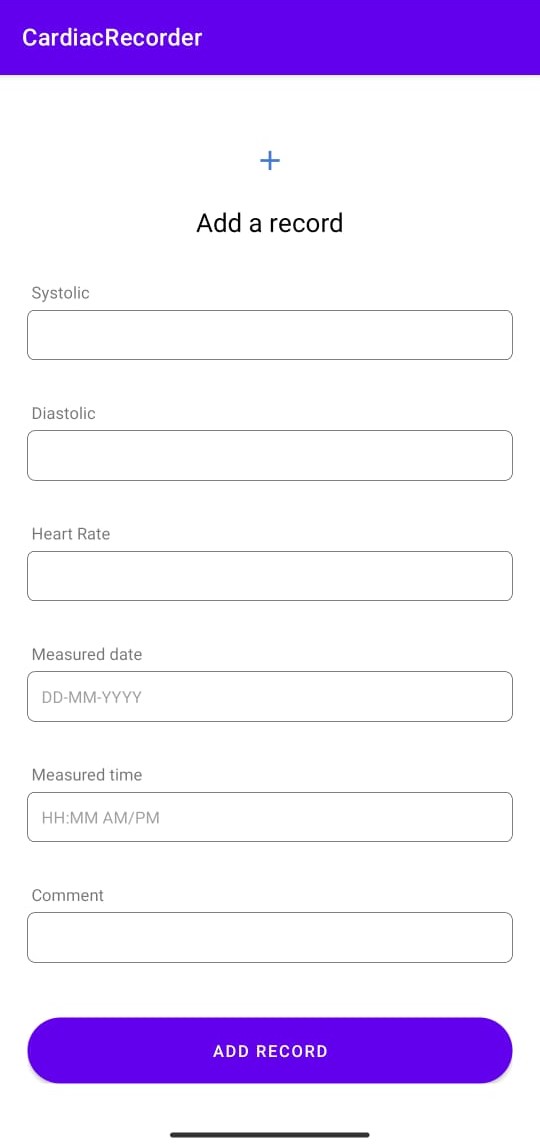 CardiacRecorder
Add a record
Systolic
Diastolic
Heart Rate
Measured date
DD-MM-YYYY
Measured time
HH:MM AM/PM
Comment
ADD RECORD